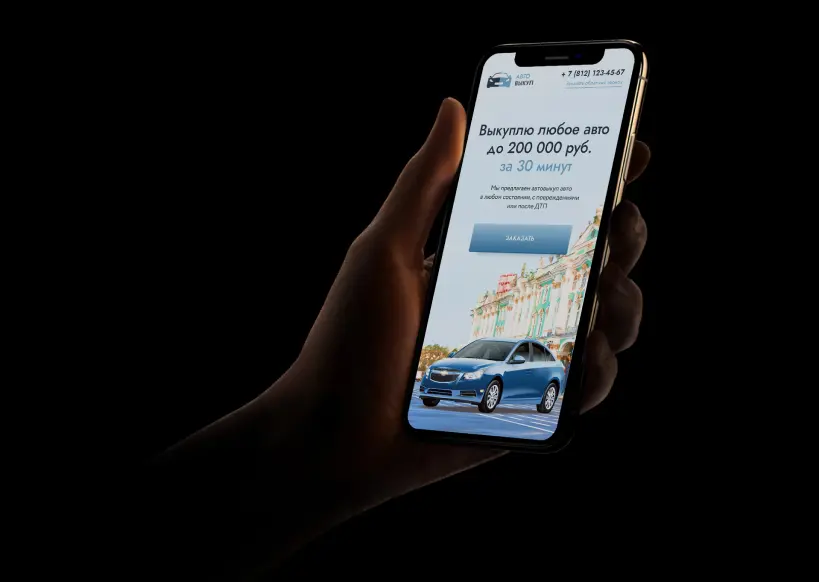 АВТО
ВЫКУП
+ 7 (812) 123-45-67
Выкуплю любое авто
до 200 000 руб.
за 30 минут
Мы предлагаем автовыкуп авто
в любом состоянии, с повреждениями
или после ДТП
ЗАКАЗАТЬ